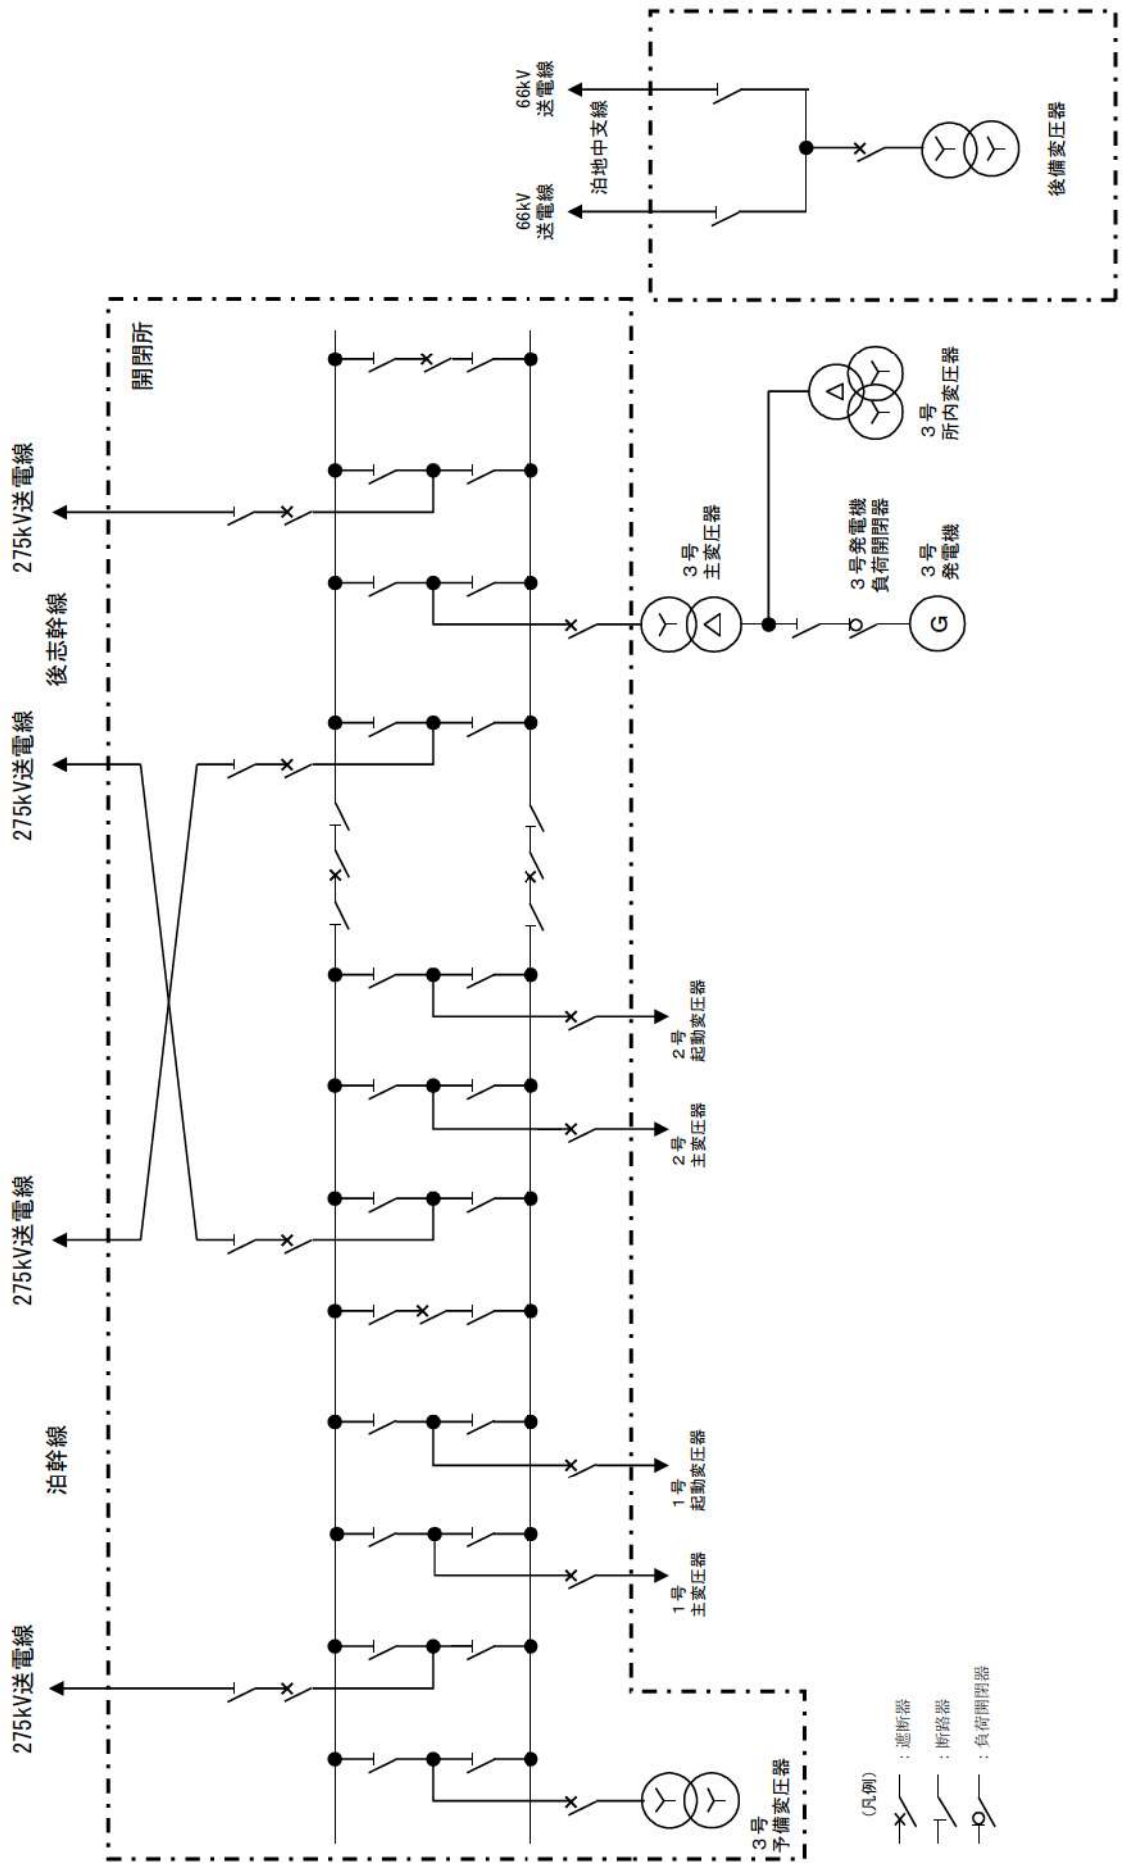 275kV送電線
泊幹線
275kV送電線
275kV送電線
後志幹線
275kV送電線
開閉所
66kV
送電線
泊地中支線
66kV
送電線
後備変圧器
3号
予備変圧器
1号
主変圧器
1号
起動変圧器
2号
主変圧器
2号
起動変圧器
3号
主変圧器
3号発電機
負荷開閉器
3号
発電機
G
3号
所内変圧器
(凡例)
:遮断器
:断路器
:負荷開閉器